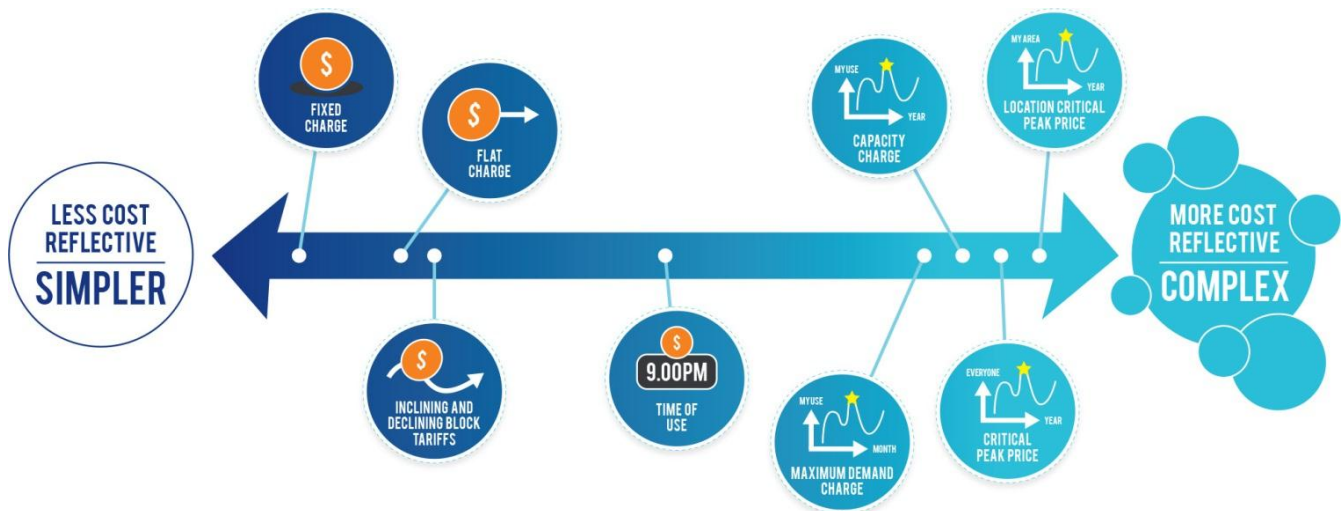 LESS COST
REFLECTIVE
SIMPLER
$
FIXED
CHARGE
$
FLAT
CHARGE
$
INCLINING AND
DECLINING BLOCK
TARIFFS
$
9.00PM
TIME OF
USE
MY USE
MONTH
MAXIMUM DEMAND
CHARGE
MY USE
YEAR
CAPACITY
CHARGE
EVERYONE
YEAR
CRITICAL
PEAK PRICE
MY AREA
YEAR
LOCATION CRITICAL
PEAK PRICE
MORE COST
REFLECTIVE
COMPLEX